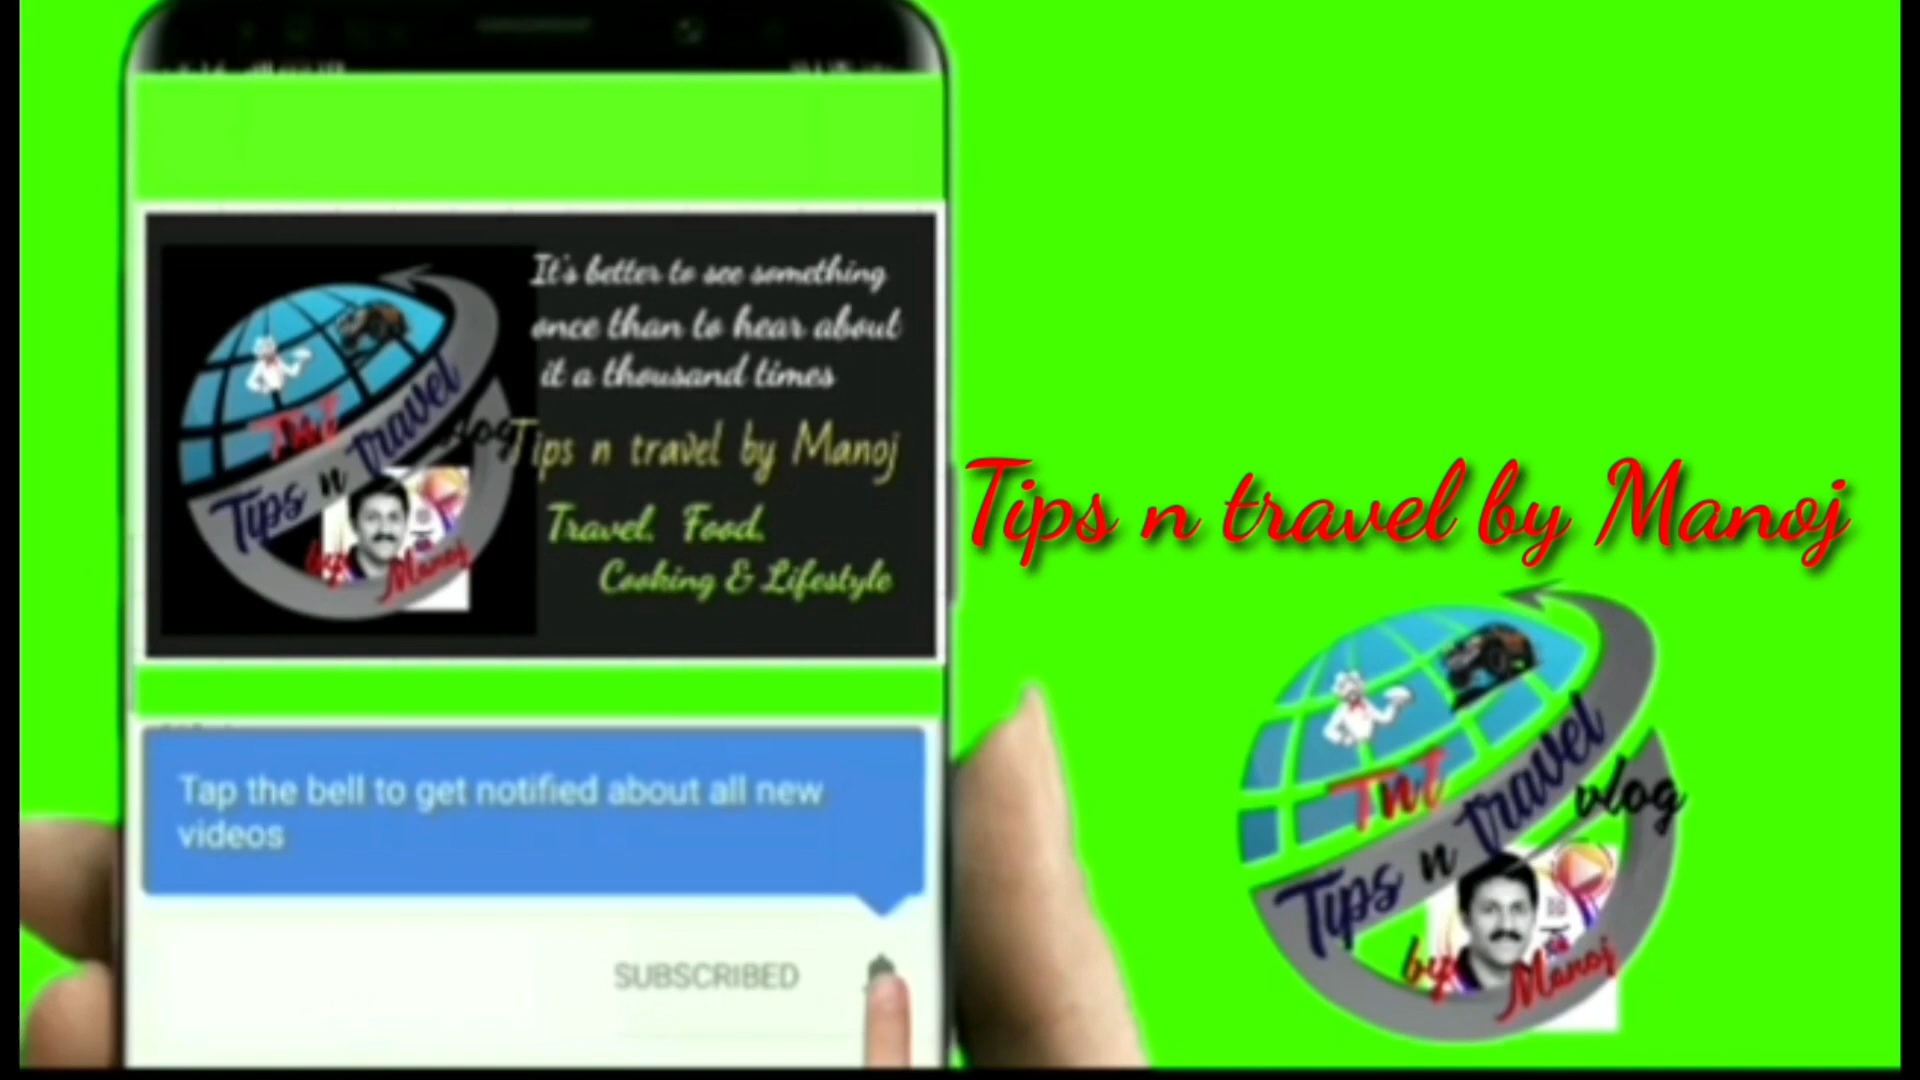 It's better to see something
once than to hear about
it a thousand times
Tips n travel by Manoj
Travel. Food.
Cooking & Lifestyle
TnT
Tips n travel
vlog
by Manoj
Tap the bell to get notified about all new
videos
SUBSCRIBED
Tips n travel by Manoj
TnT
Tips n travel
vlog
by Manoj